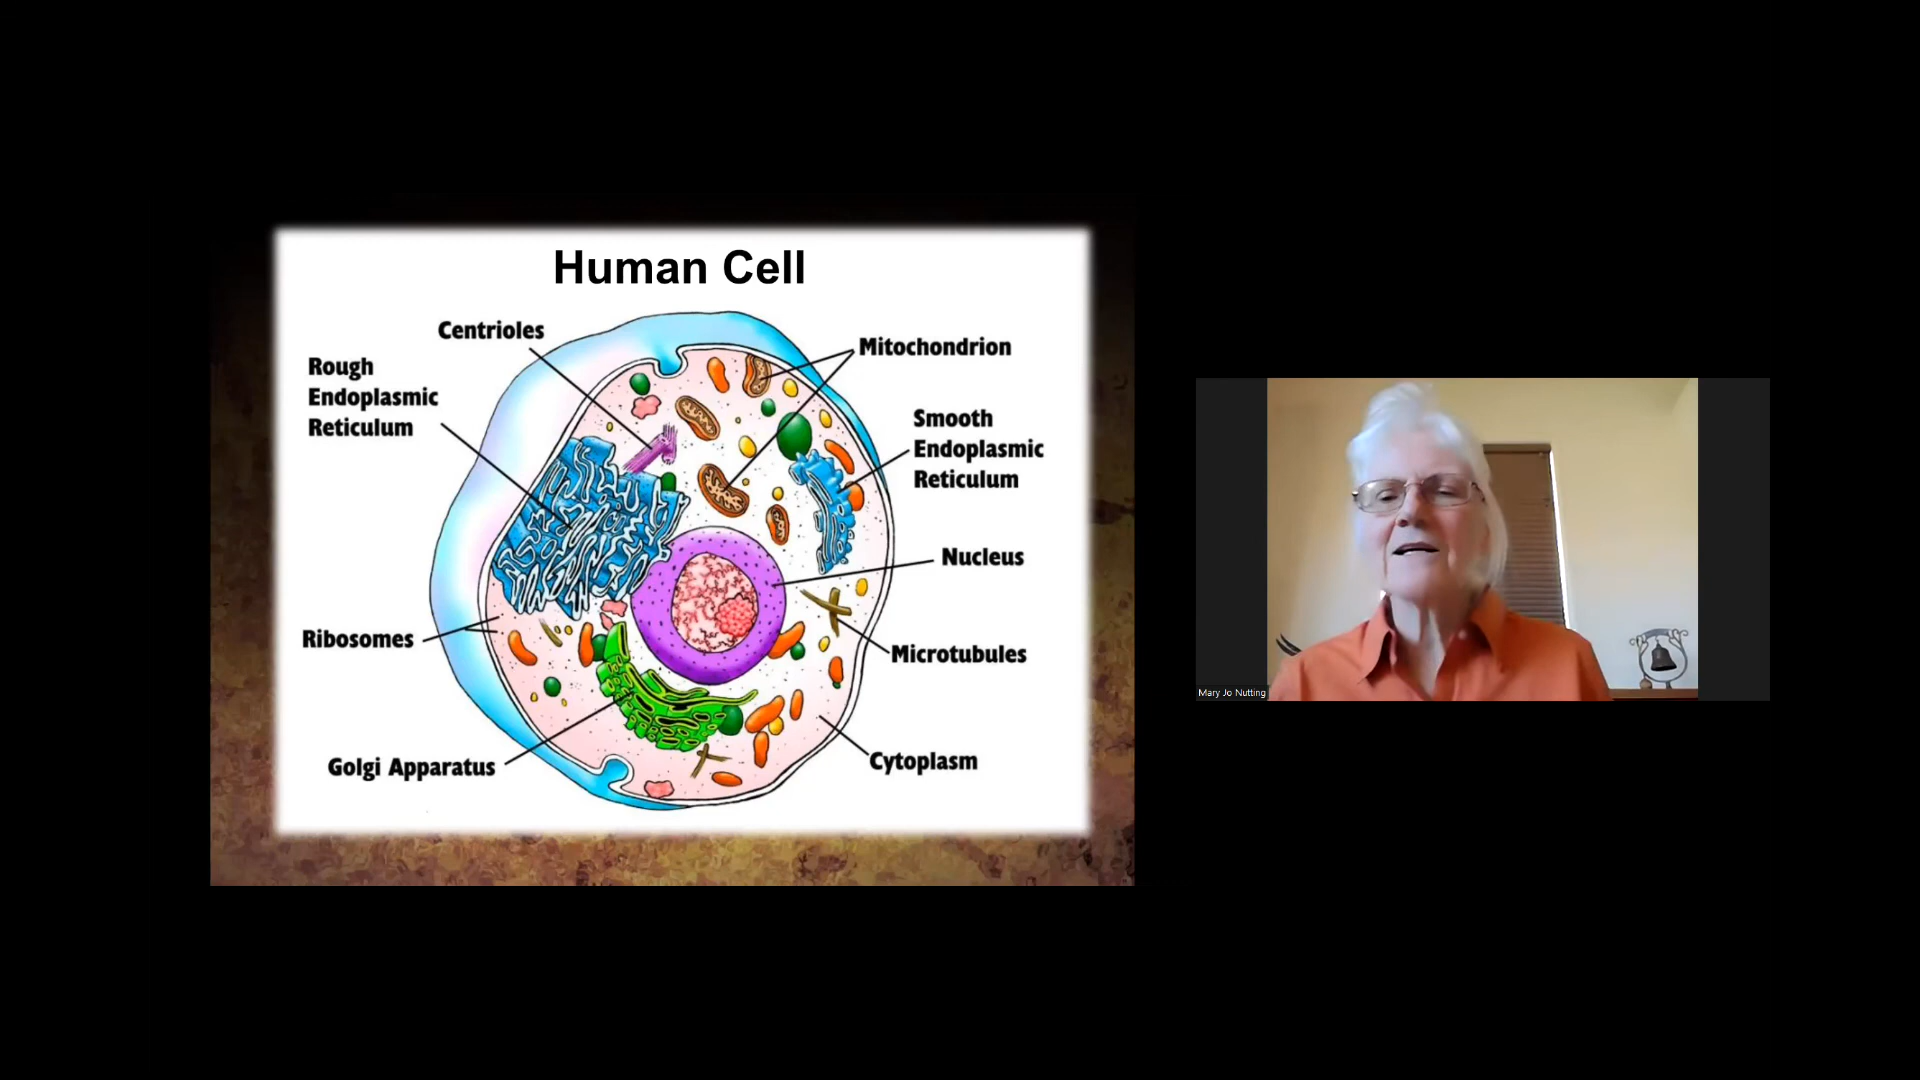 Human Cell
Centrioles
Mitochondrion
Rough
Endoplasmic
Reticulum
Smooth
Endoplasmic
Reticulum
Nucleus
Ribosomes
Microtubules
Golgi Apparatus
Cytoplasm
Mary Jo Nutting